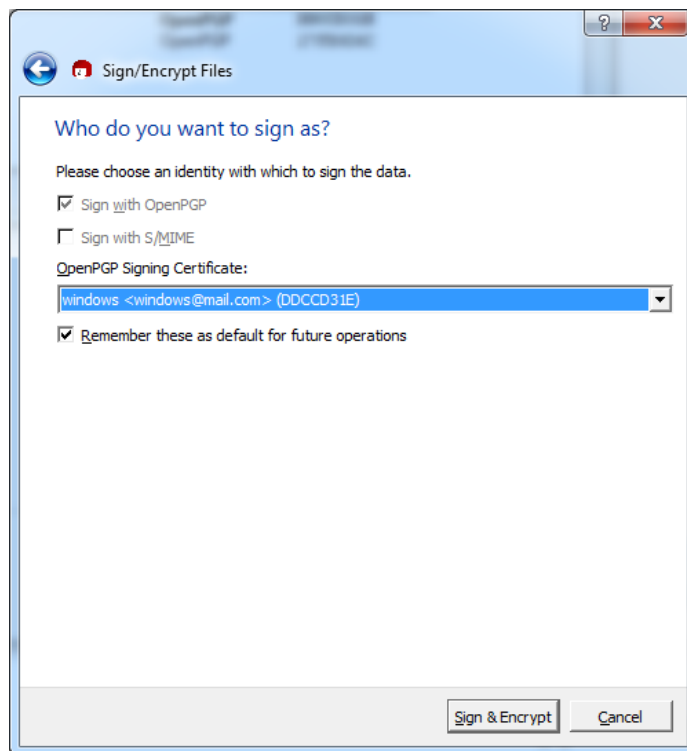 OpenPGP
OpenPGP
?
Sign/Encrypt Files
Who do you want to sign as?
Please choose an identity with which to sign the data.
Sign with OpenPGP
Sign with S/MIME
OpenPGP Signing Certificate:
windows <windows@mail.com> (DDCCD31E)
Remember these as default for future operations
Sign & Encrypt
Cancel